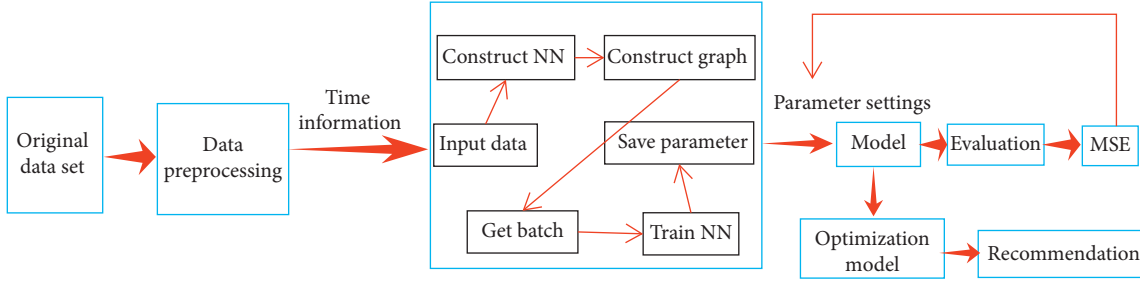 Original
data set
Data
preprocessing
Time
information
Construct NN
Construct graph
Input data
Save parameter
Get batch
Train NN
Parameter settings
Model
Evaluation
MSE
Optimization
model
Recommendation